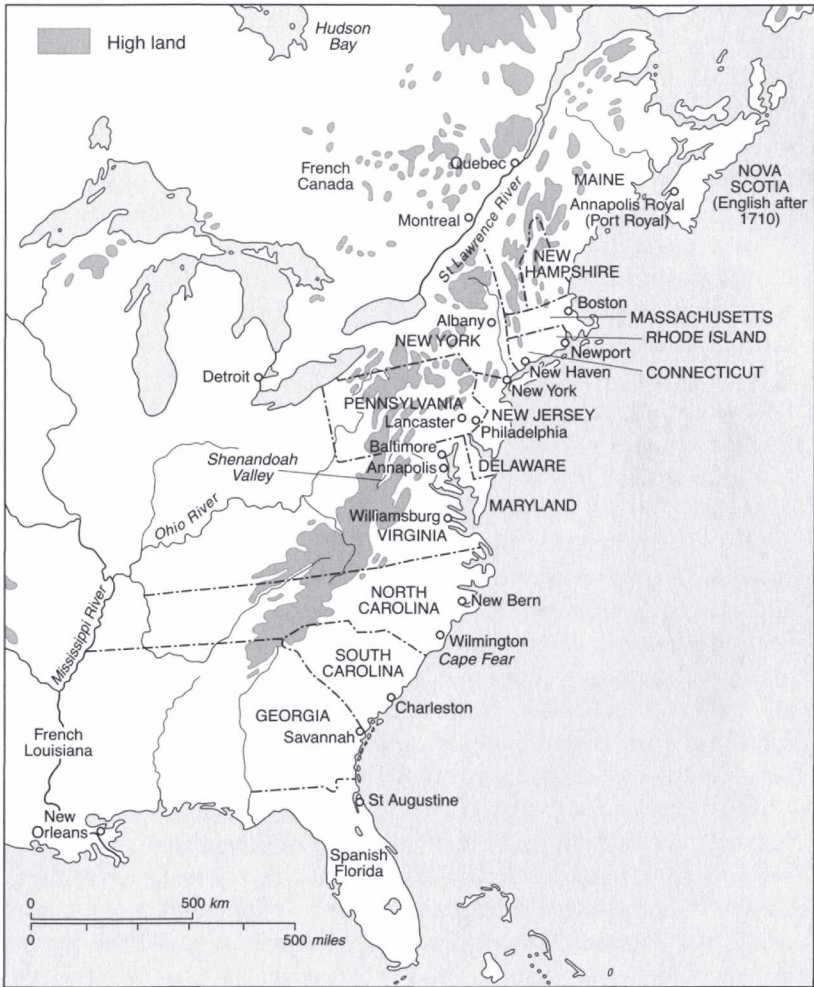 High land
Hudson
Bay
French
Canada
Quebec
Montreal
St Lawrence River
MAINE
Annapolis Royal
(Port Royal)
NOVA
SCOTIA
(English after
1710)
NEW
HAMPSHIRE
Boston
MASSACHUSETTS
RHODE ISLAND
Newport
CONNECTICUT
New Haven
New York
Albany
NEW YORK
Detroit
PENNSYLVANIA
Lancaster
NEW JERSEY
Philadelphia
Baltimore
Annapolis
DELAWARE
Shenandoah
Valley
MARYLAND
Ohio River
Williamsburg
VIRGINIA
Mississippi River
NORTH
CAROLINA
New Bern
Wilmington
Cape Fear
SOUTH
CAROLINA
Charleston
GEORGIA
Savannah
French
Louisiana
St Augustine
New
Orleans
Spanish
Florida
0 500 km
0 500 miles